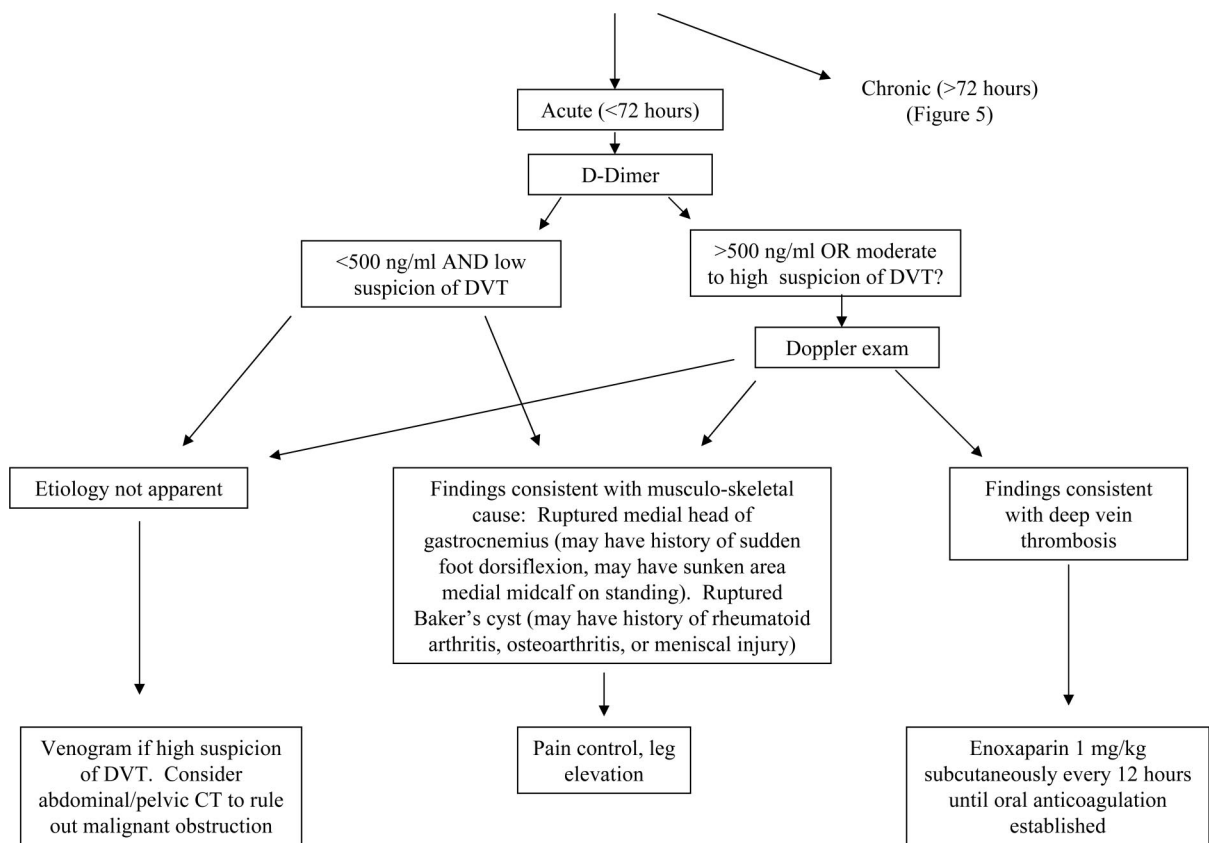 Chronic (>72 hours)
(Figure 5)
Acute (<72 hours)
D-Dimer
<500 ng/ml AND low
suspicion of DVT
>500 ng/ml OR moderate
to high  suspicion of DVT?
Doppler exam
Etiology not apparent
Findings consistent with musculo-skeletal
cause:  Ruptured medial head of
gastrocnemius (may have history of sudden
foot dorsiflexion, may have sunken area
medial midcalf on standing).  Ruptured
Baker's cyst (may have history of rheumatoid
arthritis, osteoarthritis, or meniscal injury)
Findings consistent
with deep vein
thrombosis
Venogram if high suspicion
of DVT.  Consider
abdominal/pelvic CT to rule
out malignant obstruction
Pain control, leg
elevation
Enoxaparin 1 mg/kg
subcutaneously every 12 hours
until oral anticoagulation
established